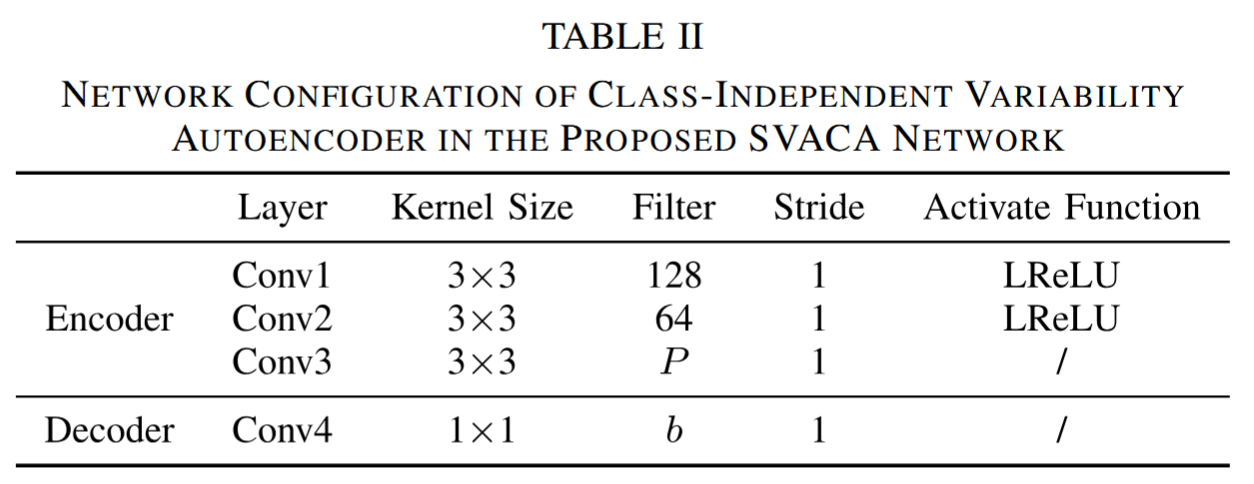 TABLE II
NETWORK CONFIGURATION OF CLASS-INDEPENDENT VARIABILITY
AUTOENCODER IN THE PROPOSED SVACA NETWORK
Layer Kernel Size Filter Stride Activate Function
Conv1 3×3 128 1 LReLU
Encoder Conv2 3×3 64 1 LReLU
Conv3 3×3 P 1 /
Decoder Conv4 1×1 b 1 /